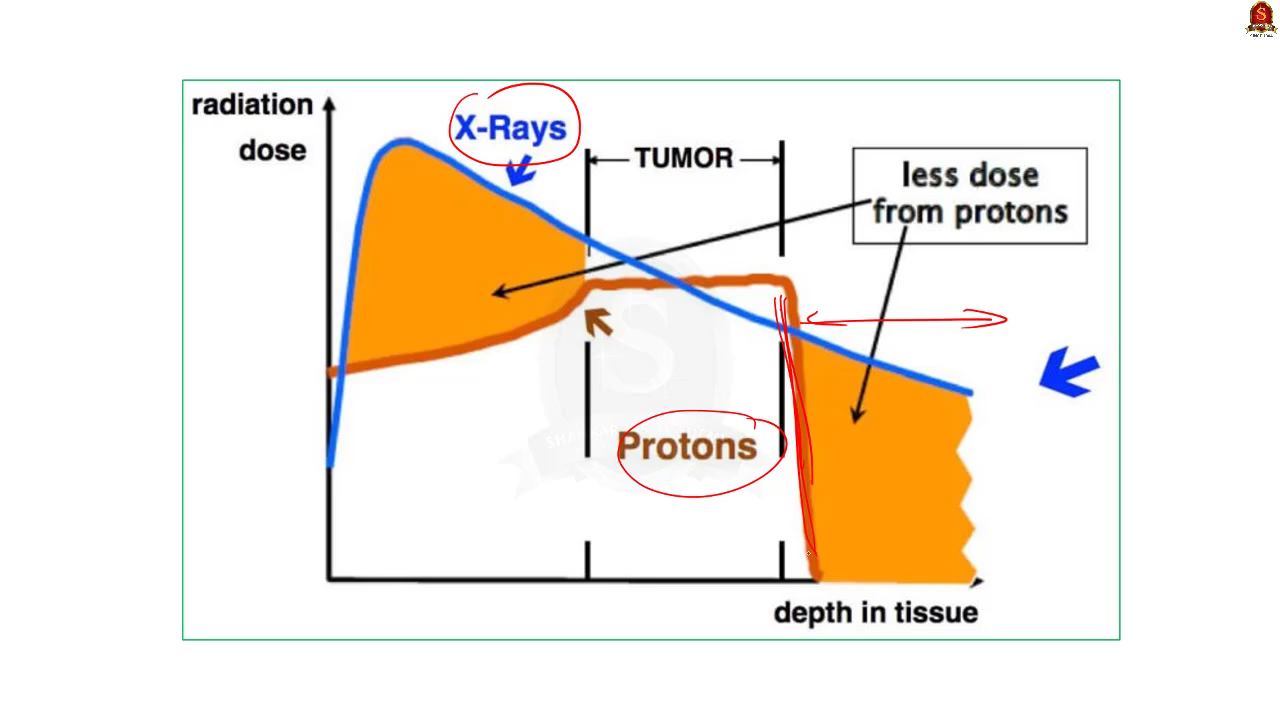 radiation
dose
X-Rays
TUMOR
less dose
from protons
Protons
depth in tissue